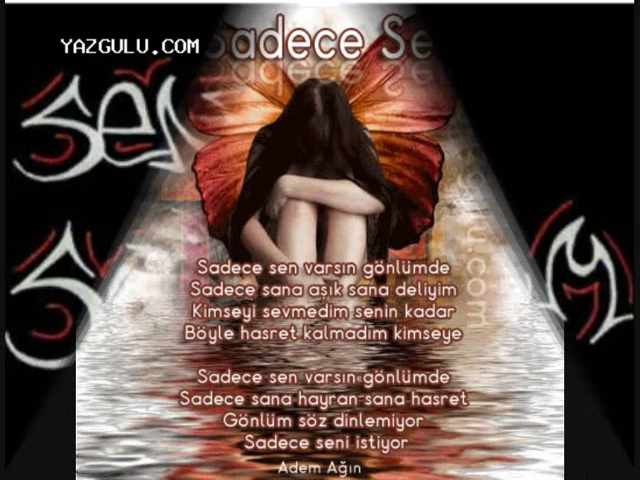 YAZGULU.COM
Sadece Se
Sen
Sadece sen varsın gönlümde
Sadece sana aşık sana deliyim
Kimseyi sevmedim senin kadar
Böyle hasret kalmadım kimseye
Sadece sen varsın gönlümde
Sadece sana hayran sana hasret
Gönlüm söz dinlemiyor
Sadece seni istiyor
Adem Ağın